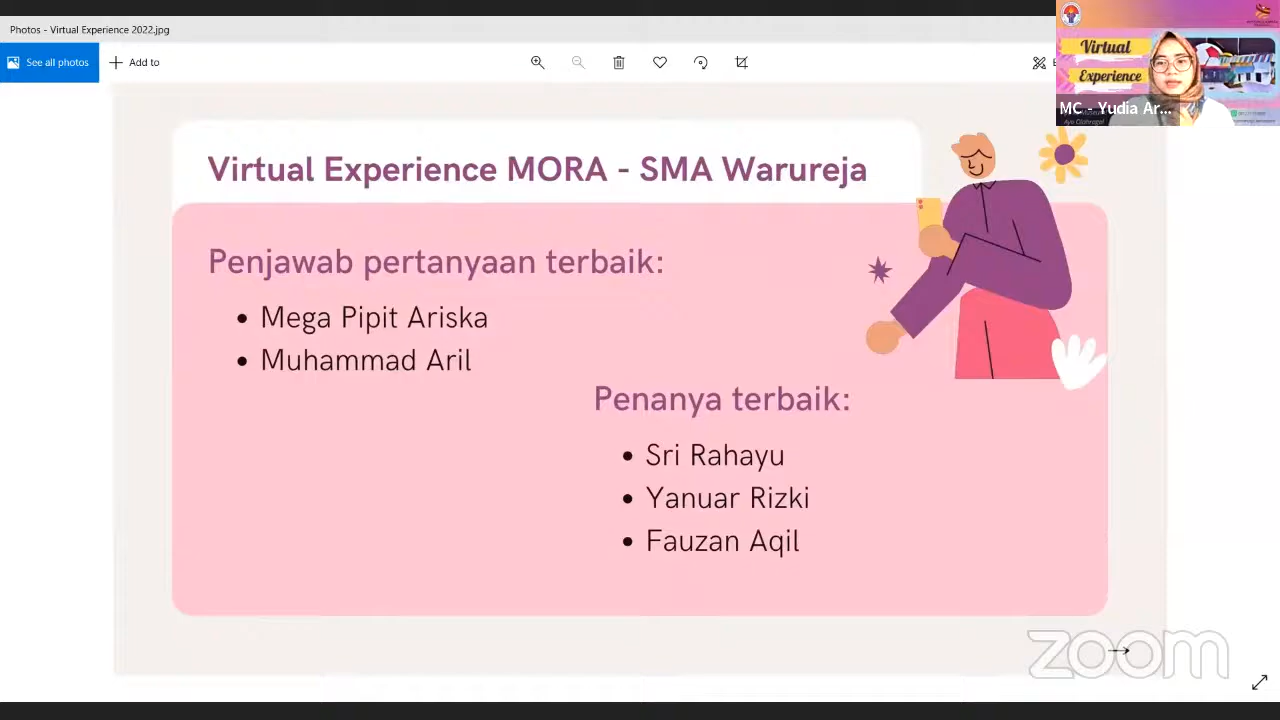 Photos - Virtual Experience 2022.jpg
See all photos
Add to
Virtual
Experience
MC - Yudia Ar...
Virtual Experience MORA - SMA Warureja
Penjawab pertanyaan terbaik:
Mega Pipit Ariska
Muhammad Aril
Penanya terbaik:
Sri Rahayu
Yanuar Rizki
Fauzan Aqil
zoom